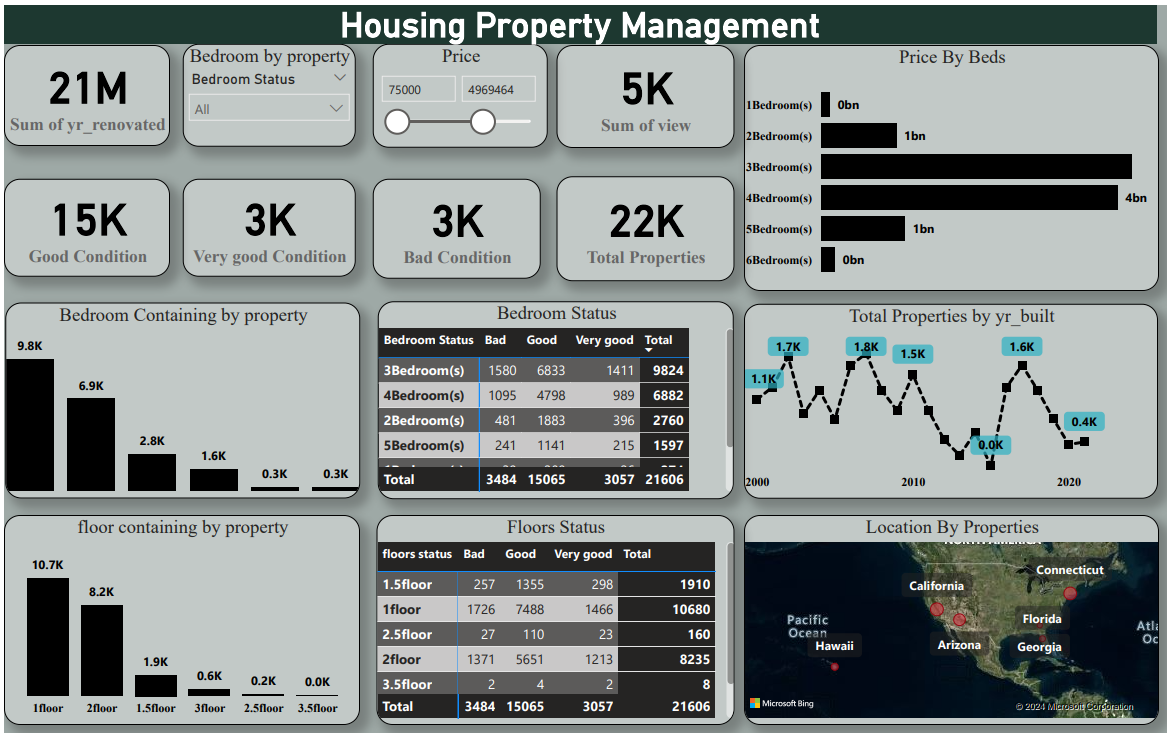 Housing Property Management
21M
Sum of yr_renovated
Bedroom by property
Bedroom Status
All
Price
75000
4969464
5K
Sum of view
15K
Good Condition
3K
Very good Condition
3K
Bad Condition
22K
Total Properties
Price By Beds
1Bedroom(s) 0bn
2Bedroom(s) 1bn
3Bedroom(s)
4Bedroom(s) 4bn
5Bedroom(s) 1bn
6Bedroom(s) 0bn
Bedroom Containing by property
9.8K
6.9K
2.8K
1.6K
0.3K
0.3K
Bedroom Status
Bedroom Status Bad Good Very good Total
3Bedroom(s) 1580 6833 1411 9824
4Bedroom(s) 1095 4798 989 6882
2Bedroom(s) 481 1883 396 2760
5Bedroom(s) 241 1141 215 1597
Total 3484 15065 3057 21606
Total Properties by yr_built
1.1K
1.7K
1.8K
1.5K
0.0K
1.6K
0.4K
2000 2010 2020
floor containing by property
10.7K
8.2K
1.9K
0.6K
0.2K
0.0K
1floor 2floor 1.5floor 3floor 2.5floor 3.5floor
Floors Status
floors status Bad Good Very good Total
1.5floor 257 1355 298 1910
1floor 1726 7488 1466 10680
2.5floor 27 110 23 160
2floor 1371 5651 1213 8235
3.5floor 2 4 2 8
Total 3484 15065 3057 21606
Location By Properties
NORTH AMERICA
Connecticut
California
Pacific
Ocean
Florida
Hawaii
Arizona
Georgia
Microsoft Bing
© 2024 Microsoft Corporation